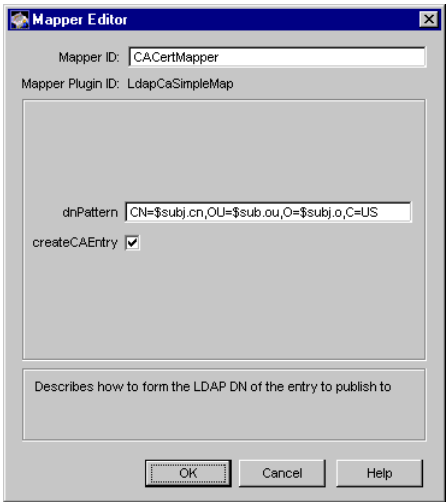 Mapper Editor
Mapper ID: CACertMapper
Mapper Plugin ID: LdapCaSimpleMap
dnPattern CN=$subj.cn,OU=$sub.ou,O=$subj.o,C=US
createCAEntry
Describes how to form the LDAP DN of the entry to publish to
OK Cancel Help